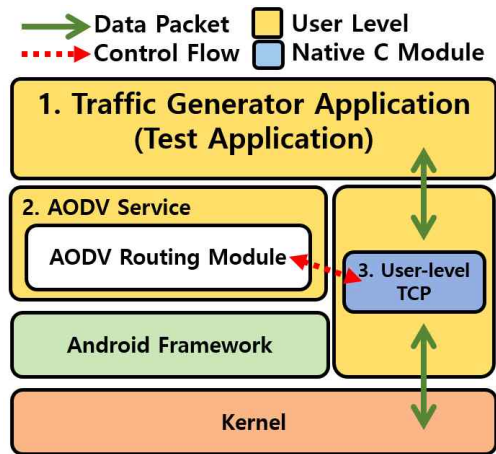 Data Packet
User Level
Control Flow
Native C Module
1. Traffic Generator Application
(Test Application)
2. AODV Service
AODV Routing Module
3. User-level
TCP
Android Framework
Kernel